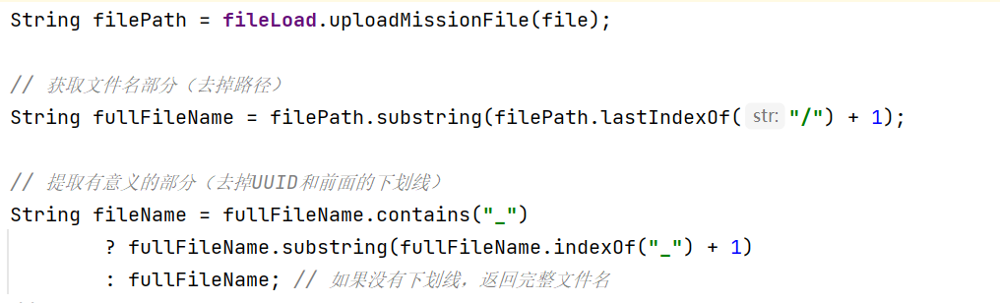 String filePath = fileLoad.uploadMissionFile(file);
// 获取文件名部分（去掉路径）
String fullFileName = filePath.substring(filePath.lastIndexOf( str: "/") + 1);
// 提取有意义的部分（去掉UUID和前面的下划线）
String fileName = fullFileName.contains("_")
? fullFileName.substring(fullFileName.indexOf("_") + 1)
: fullFileName; // 如果没有下划线，返回完整文件名